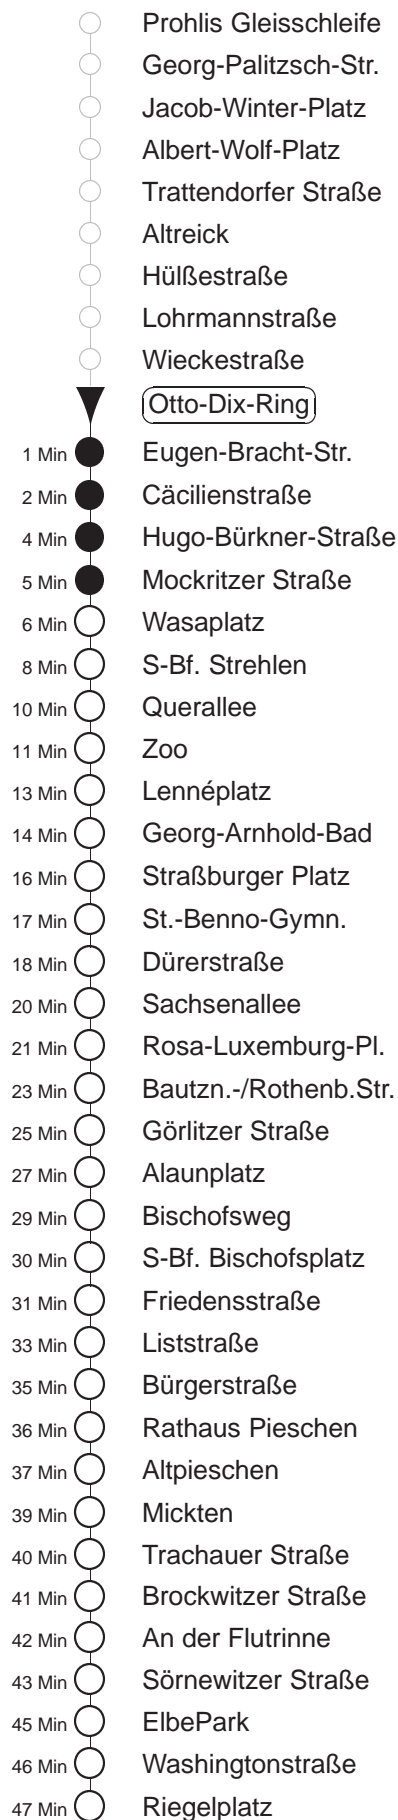 Prohlis Gleisschleife
Georg-Palitzsch-Str.
Jacob-Winter-Platz
Albert-Wolf-Platz
Trattendorfer Straße
Altreick
Hülßestraße
Lohrmannstraße
Wieckestraße
Otto-Dix-Ring
1 Min Eugen-Bracht-Str.
2 Min Cäcilienstraße
4 Min Hugo-Bürkner-Straße
5 Min Mockritzer Straße
6 Min Wasaplatz
8 Min S-Bf. Strehlen
10 Min Querallee
11 Min Zoo
13 Min Lennéplatz
14 Min Georg-Arnhold-Bad
16 Min Straßburger Platz
17 Min St.-Benno-Gymn.
18 Min Dürerstraße
20 Min Sachsenallee
21 Min Rosa-Luxemburg-Pl.
23 Min Bautzn.-/Rothenb.Str.
25 Min Görlitzer Straße
27 Min Alaunplatz
29 Min Bischofsweg
30 Min S-Bf. Bischofsplatz
31 Min Friedensstraße
33 Min Liststraße
35 Min Bürgerstraße
36 Min Rathaus Pieschen
37 Min Altpieschen
39 Min Mickten
40 Min Trachauer Straße
41 Min Brockwitzer Straße
42 Min An der Flutrinne
43 Min Sörnewitzer Straße
45 Min ElbePark
46 Min Washingtonstraße
47 Min Riegelplatz